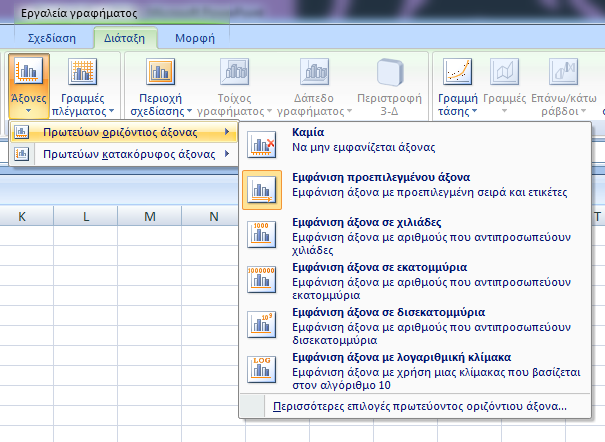 Εργαλεία γραφήματος
Σχεδίαση Διάταξη Μορφή
Άξονες Γραμμές πλέγματος Περιοχή σχεδίασης Τοίχος γραφήματος Δάπεδο γραφήματος Περιστροφή 3-Δ Γραμμή τάσης Γραμμές Επάνω/κάτω ράβδοι
Πρωτεύων οριζόντιος άξονας
Πρωτεύων κατακόρυφος άξονας
Καμία
Να μην εμφανίζεται άξονας
Εμφάνιση προεπιλεγμένου άξονα
Εμφάνιση άξονα με προεπιλεγμένη σειρά και ετικέτες
1000
Εμφάνιση άξονα σε χιλιάδες
Εμφάνιση άξονα με αριθμούς που αντιπροσωπεύουν
χιλιάδες
1000000
Εμφάνιση άξονα σε εκατομμύρια
Εμφάνιση άξονα με αριθμούς που αντιπροσωπεύουν
εκατομμύρια
10⁹
Εμφάνιση άξονα σε δισεκατομμύρια
Εμφάνιση άξονα με αριθμούς που αντιπροσωπεύουν
δισεκατομμύρια
LOG
Εμφάνιση άξονα με λογαριθμική κλίμακα
Εμφάνιση άξονα με χρήση μιας κλίμακας που βασίζεται
στον αλγόριθμο 10
Περισσότερες επιλογές πρωτεύοντος οριζόντιου άξονα...
K L M N T